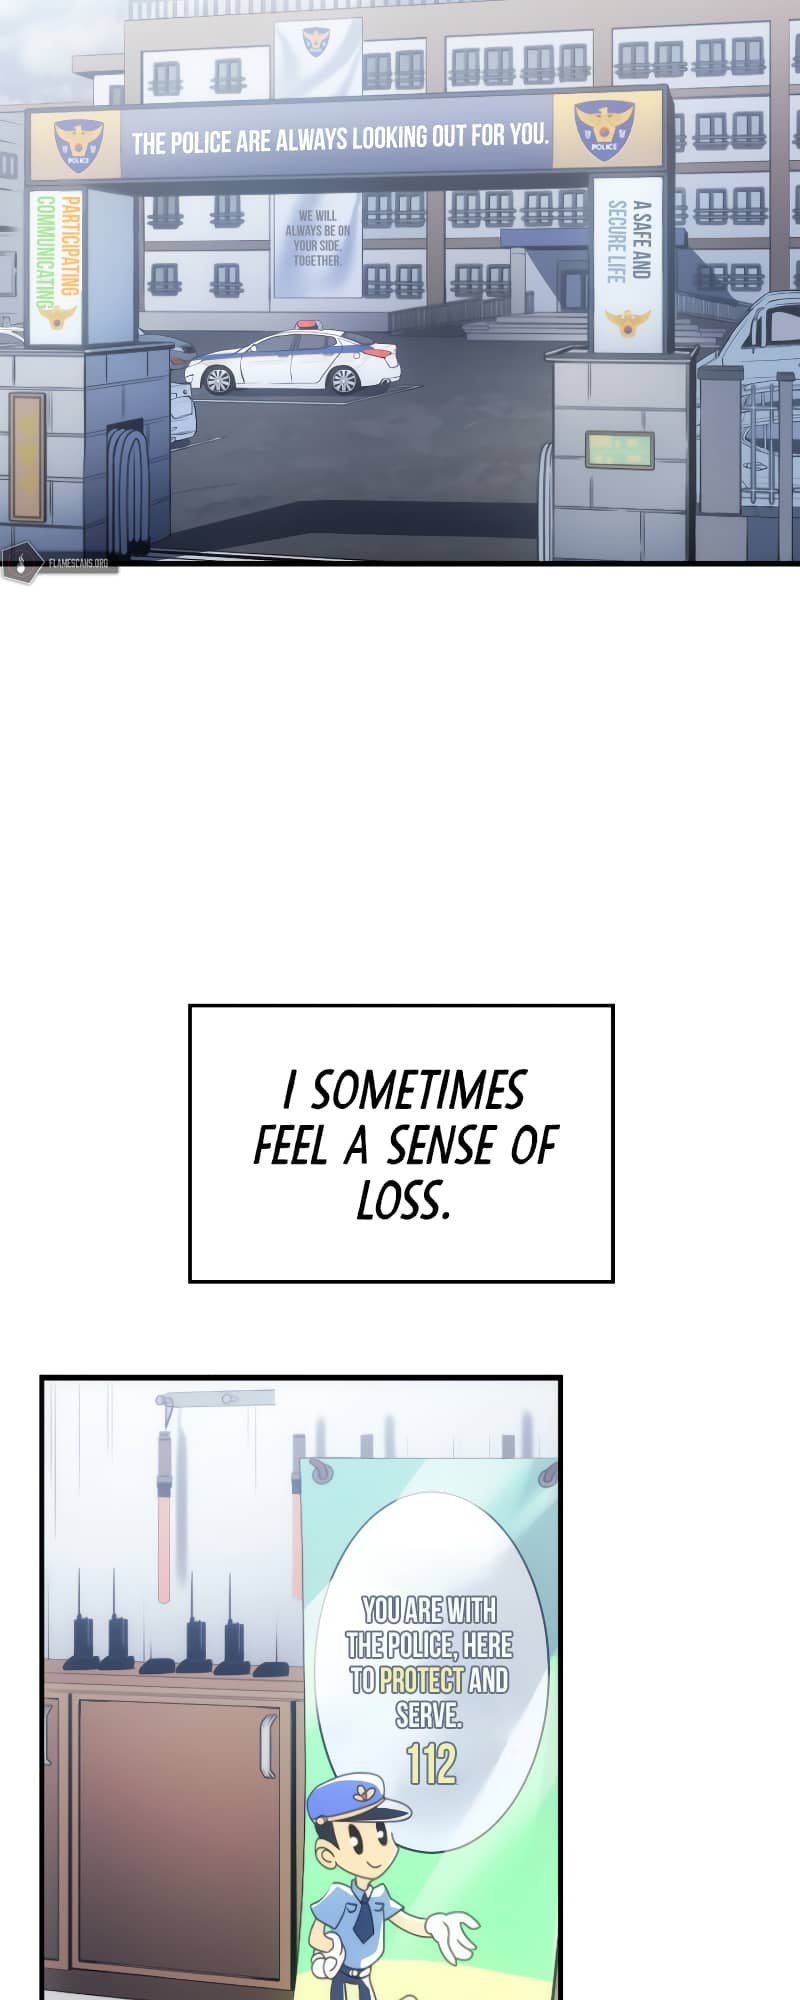 THE POLICE ARE ALWAYS LOOKING OUT FOR YOU.
POLICE
POLICE
PARTICIPATING
COMMUNICATING
WE WILL
ALWAYS BE ON
YOUR SIDE,
TOGETHER.
A SAFE AND
SECURE LIFE
FLAMESCANS.ORG
I SOMETIMES
FEEL A SENSE OF
LOSS.
YOU ARE WITH
THE POLICE, HERE
TO PROTECT AND
SERVE.
112